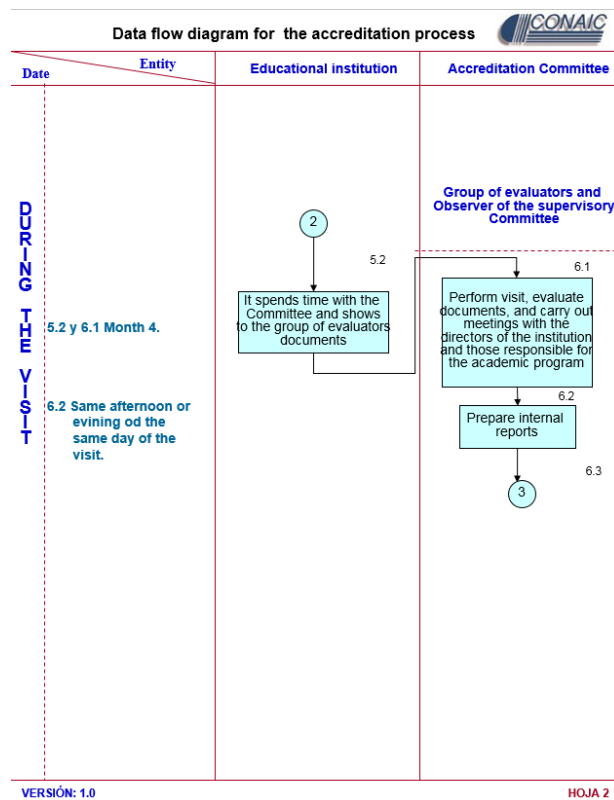 Data flow diagram for the accreditation process
CONAIC
Entity
Date
Educational institution
Accreditation Committee
Group of evaluators and
Observer of the supervisory
Committee
DURING THE VISIT
2
5.2
6.1
It spends time with the
Committee and shows
to the group of evaluators
documents
Perform visit, evaluate
documents, and carry out
meetings with the
directors of the institution
and those responsible for
the academic program
5.2 y 6.1 Month 4.
6.2
6.2 Same afternoon or
evining od the
same day of the
visit.
Prepare internal
reports
6.3
3
VERSIÓN: 1.0
HOJA 2